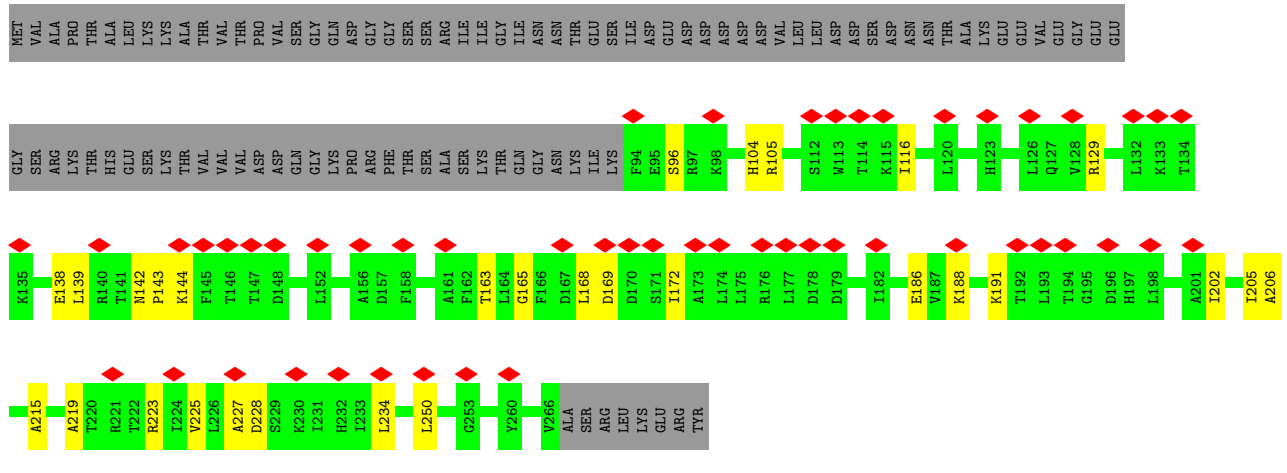 MET VAL ALA PRO THR ALA LEU LYS LYS ALA THR VAL THR PRO VAL SER GLY GLN ASP GLY GLY SER SER ARG ILE ILE GLY ILE ASN ASN THR GLU SER ILE ASP GLU ASP ASP ASP ASP ASP VAL LEU LEU ASP ASP SER ASP ASN ASN THR ALA LYS GLU GLU VAL GLU GLY GLU GLU
GLY SER ARG LYS THR HIS GLU SER LYS THR VAL VAL VAL ASP ASP GLN GLY LYS PRO ARG PHE THR SER ALA SER LYS THR GLN GLY ASN LYS ILE LYS F94 E95 S96 R97 K98 H104 R105 S112 W113 T114 K115 I116 L120 H123 L126 Q127 V128 R129 L132 K133 T134
K135 E138 L139 R140 T141 N142 P143 K144 F145 T146 T147 D148 L152 A156 D157 F158 A161 F162 T163 L164 G165 F166 D167 L168 D169 D170 S171 I172 A173 L174 L175 R176 L177 D178 D179 I182 E186 V187 K188 K191 T192 L193 T194 G195 D196 H197 L198 A201 I202 I205 A206
A215 A219 T220 R221 T222 R223 I224 V225 L226 A227 D228 S229 K230 I231 H232 I233 L234 L250 G253 Y260 V266 ALA SER ARG LEU LYS GLU ARG TYR